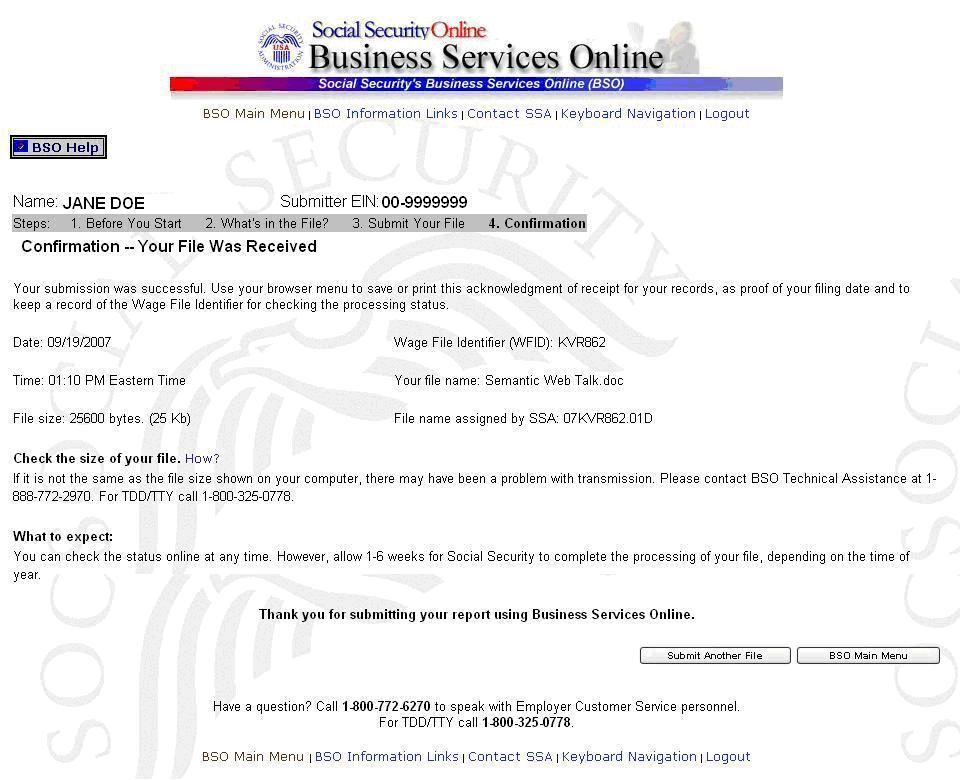 Social Security Online
Business Services Online
Social Security's Business Services Online (BSO)
BSO Main Menu | BSO Information Links | Contact SSA | Keyboard Navigation | Logout
BSO Help
Name: JANE DOE Submitter EIN: 00-9999999
Steps: 1. Before You Start 2. What's in the File? 3. Submit Your File 4. Confirmation
Confirmation -- Your File Was Received
Your submission was successful. Use your browser menu to save or print this acknowledgment of receipt for your records, as proof of your filing date and to
keep a record of the Wage File Identifier for checking the processing status.
Date: 09/19/2007 Wage File Identifier (WFID): KVR862
Time: 01:10 PM Eastern Time Your file name: Semantic Web Talk.doc
File size: 25600 bytes. (25 Kb) File name assigned by SSA: 07KVR862.01D
Check the size of your file. How?
If it is not the same as the file size shown on your computer, there may have been a problem with transmission. Please contact BSO Technical Assistance at 1-
888-772-2970. For TDD/TTY call 1-800-325-0778.
What to expect:
You can check the status online at any time. However, allow 1-6 weeks for Social Security to complete the processing of your file, depending on the time of
year.
Thank you for submitting your report using Business Services Online.
Submit Another File BSO Main Menu
Have a question? Call 1-800-772-6270 to speak with Employer Customer Service personnel.
For TDD/TTY call 1-800-325-0778.
BSO Main Menu | BSO Information Links | Contact SSA | Keyboard Navigation | Logout